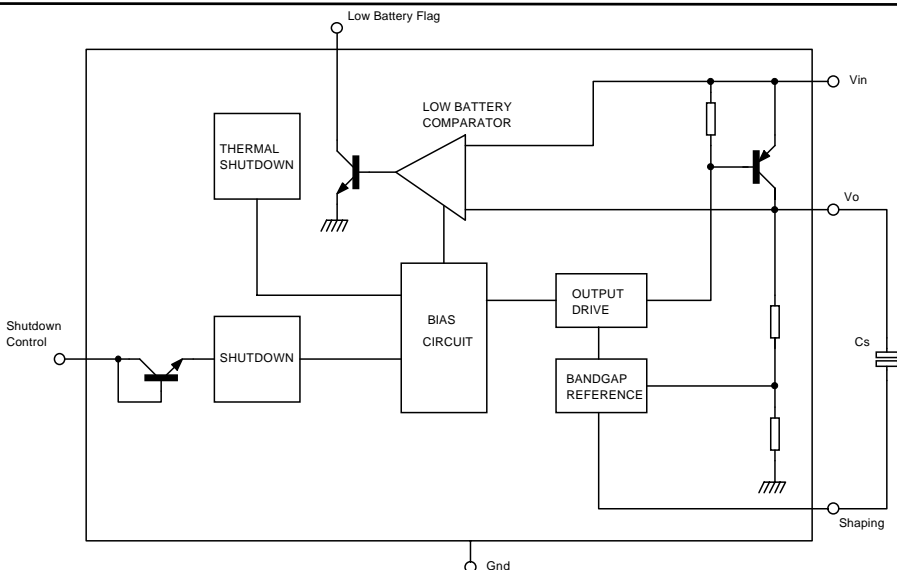 Low Battery Flag
Vin
LOW BATTERY
COMPARATOR
THERMAL
SHUTDOWN
Vo
Shutdown
Control
SHUTDOWN
BIAS
CIRCUIT
OUTPUT
DRIVE
BANDGAP
REFERENCE
Cs
Shaping
Gnd